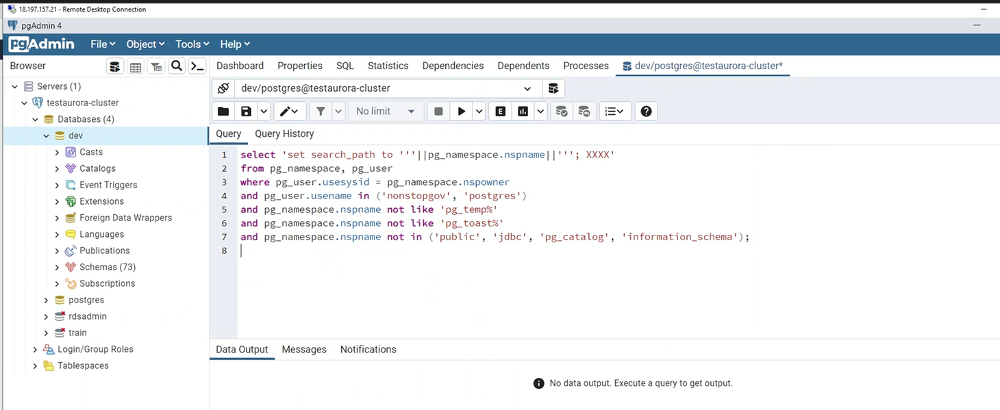 18.197.157.21 - Remote Desktop Connection
pgAdmin 4
pgAdmin File Object Tools Help
Browser Dashboard Properties SQL Statistics Dependencies Dependents Processes dev/postgres@testaurora-cluster*
Servers (1)
dev/postgres@testaurora-cluster
testaurora-cluster
No limit E
Databases (4)
dev
Query Query History
Casts
Catalogs
Event Triggers
Extensions
Foreign Data Wrappers
Languages
Publications
Schemas (73)
Subscriptions
postgres
rdsadmin
train
Login/Group Roles
Tablespaces
1 select 'set search_path to '''||pg_namespace.nspname||'''; XXXX'
2 from pg_namespace, pg_user
3 where pg_user.usesysid = pg_namespace.nspowner
4 and pg_user.usename in ('nonstopgov', 'postgres')
5 and pg_namespace.nspname not like 'pg_temp%'
6 and pg_namespace.nspname not like 'pg_toast%'
7 and pg_namespace.nspname not in ('public', 'jdbc', 'pg_catalog', 'information_schema');
8
Data Output Messages Notifications
No data output. Execute a query to get output.